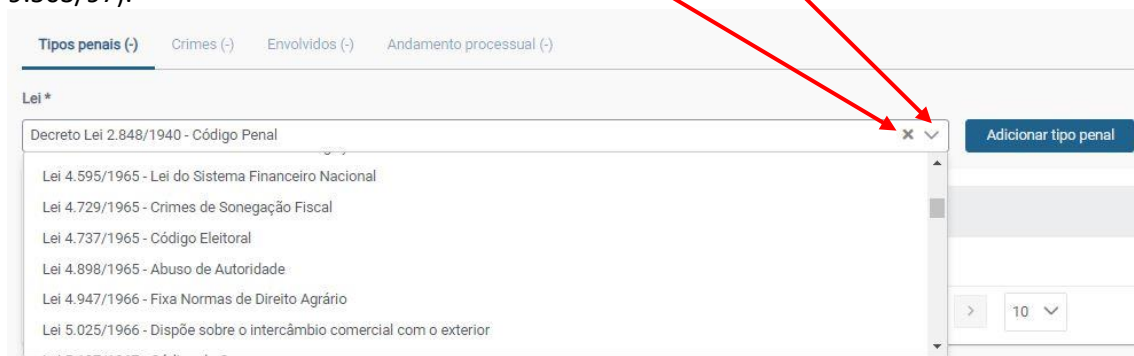 9.503/97).
Tipos penais (-) Crimes (-) Envolvidos (-) Andamento processual (-)
Lei *
Decreto Lei 2.848/1940 - Código Penal
Adicionar tipo penal
Lei 4.595/1965 - Lei do Sistema Financeiro Nacional
Lei 4.729/1965 - Crimes de Sonegação Fiscal
Lei 4.737/1965 - Código Eleitoral
Lei 4.898/1965 - Abuso de Autoridade
Lei 4.947/1966 - Fixa Normas de Direito Agrário
Lei 5.025/1966 - Dispõe sobre o intercâmbio comercial com o exterior
10